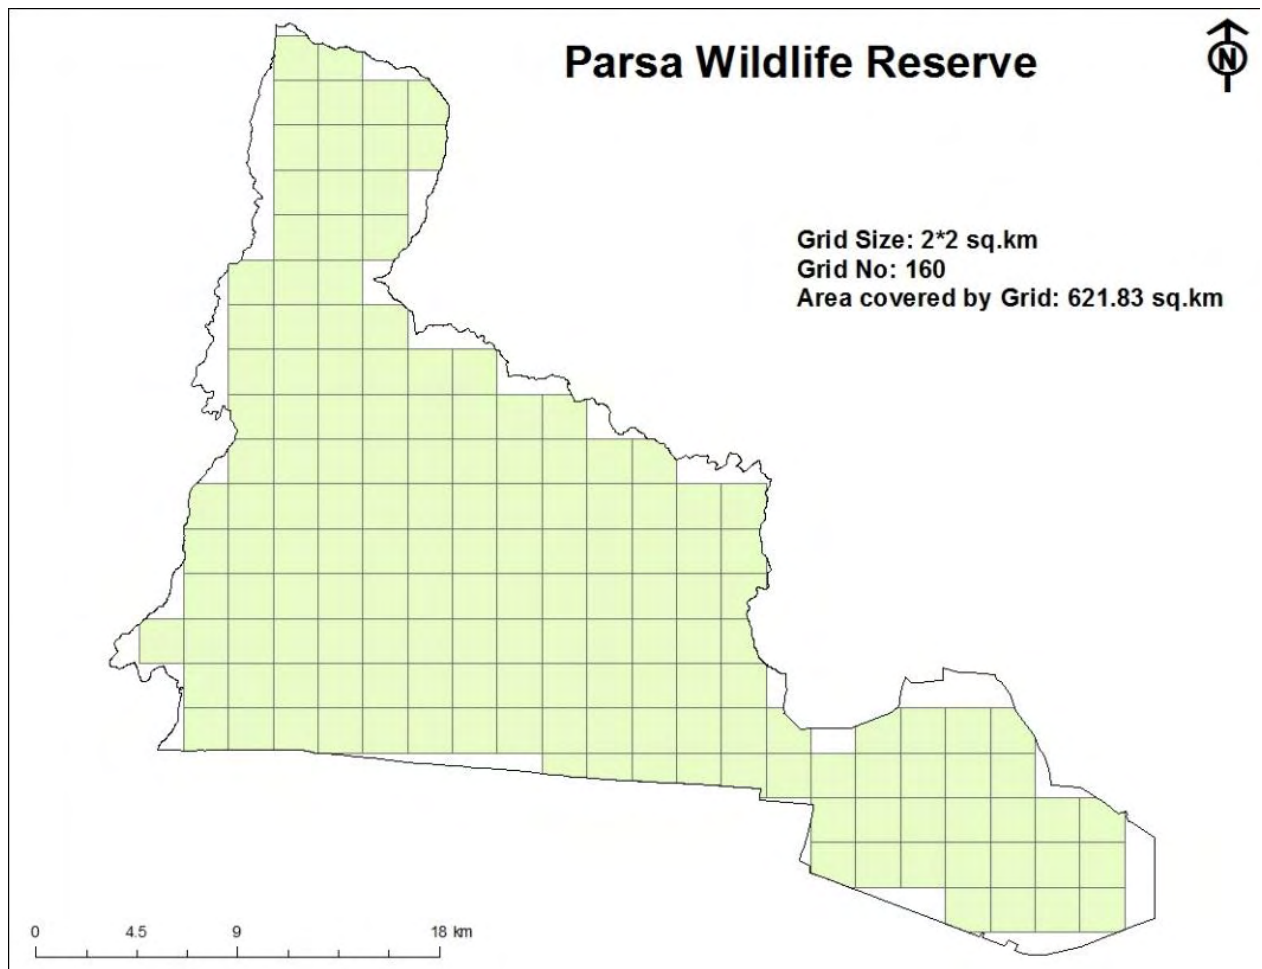 Parsa Wildlife Reserve
N
Grid Size: 2*2 sq.km
Grid No: 160
Area covered by Grid: 621.83 sq.km
0 4.5 9 18 km